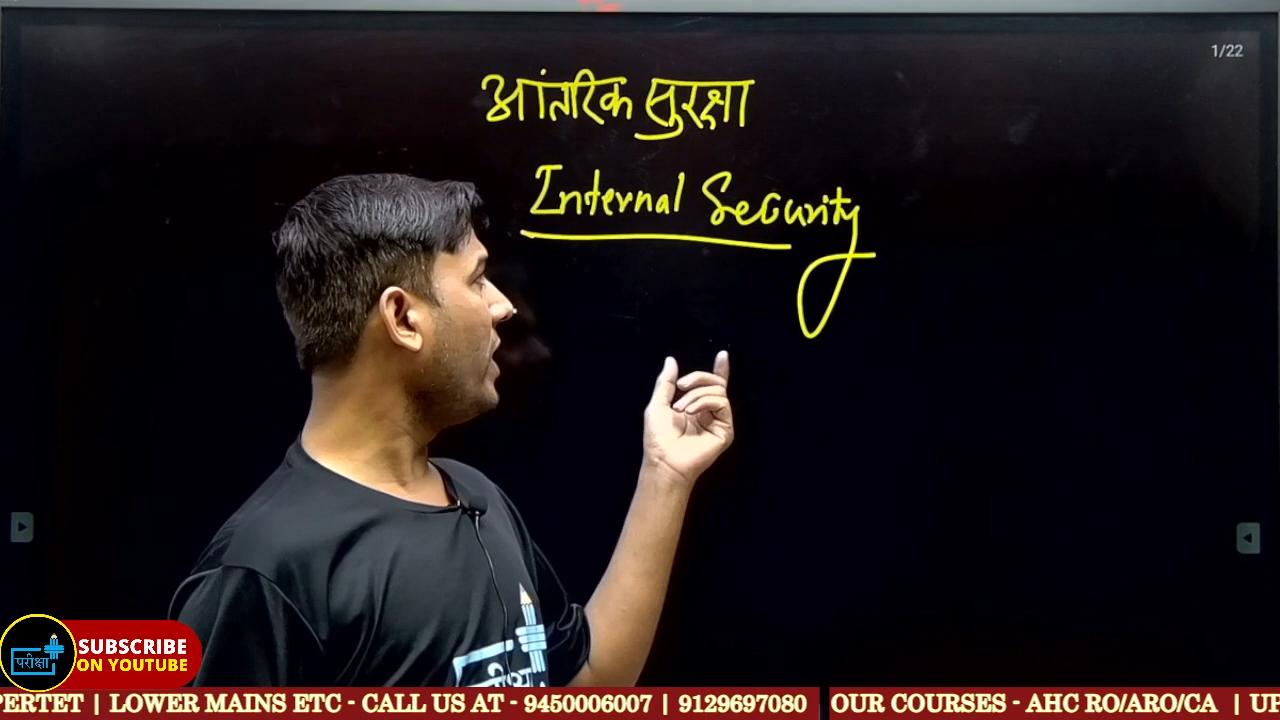 1/22
आंतरिक सुरक्षा
Internal Security
परीक्षा
SUBSCRIBE
ON YOUTUBE
PERTET | LOWER MAINS ETC - CALL US AT - 9450006007 | 9129697080 | OUR COURSES - AHC RO/ARO/CA | UP